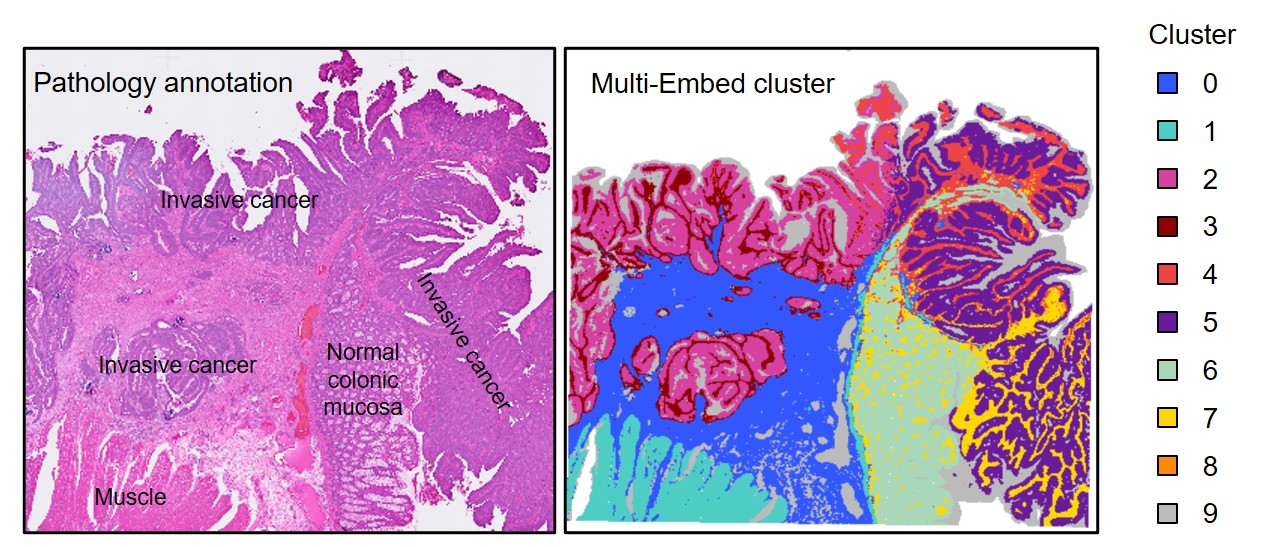 Pathology annotation
Invasive cancer
Invasive cancer
Invasive cancer
Normal
colonic
mucosa
Muscle
Multi-Embed cluster
Cluster
0
1
2
3
4
5
6
7
8
9